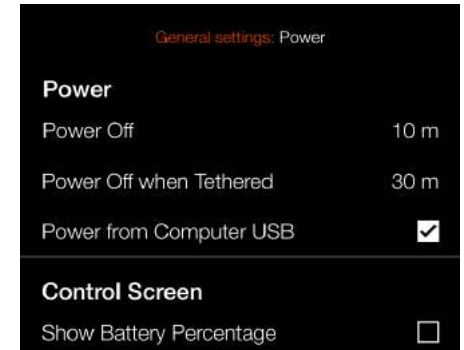 General settings: Power
Power
Power Off 10 m
Power Off when Tethered 30 m
Power from Computer USB
Control Screen
Show Battery Percentage